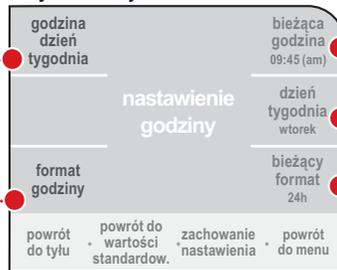 godzina
dzień
tygodnia
bieżąca
godzina
09:45 (am)
nastawienie
godziny
dzień
tygodnia
wtorek
format
godziny
bieżący
format
24h
powrót
do tyłu
powrót do
wartości
standardow.
zachowanie
nastawienia
powrót
do menu